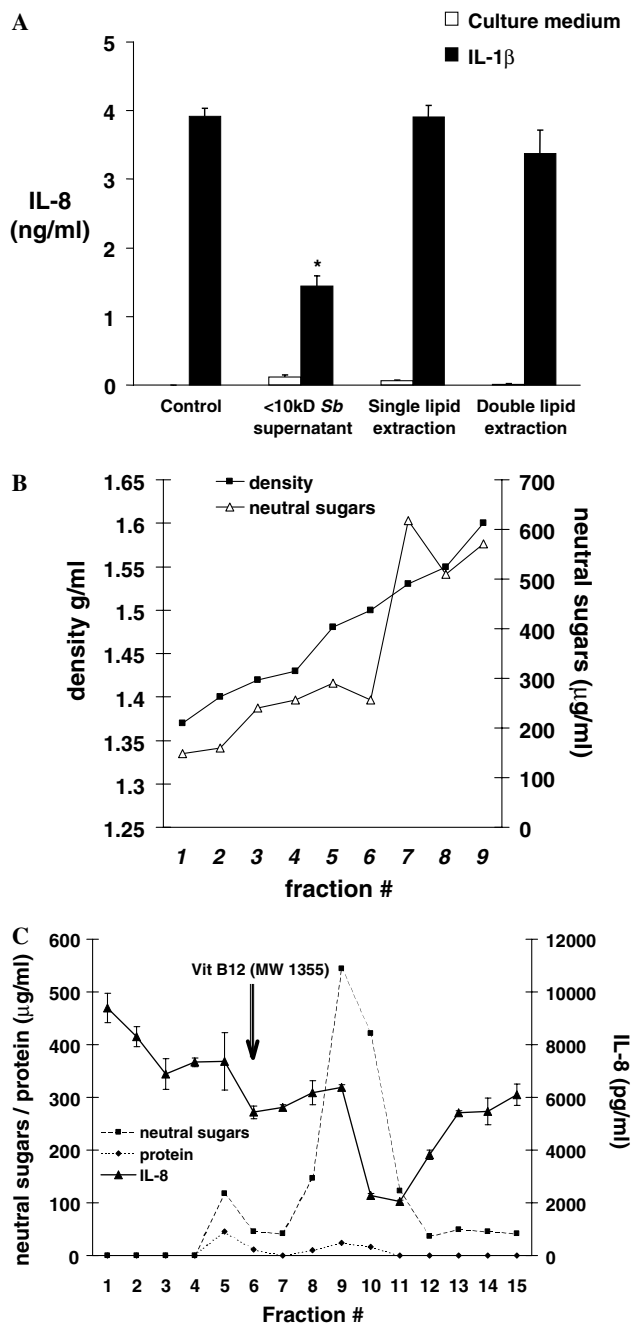 A
Culture medium
IL-1β
5
4
3
2
1
0
IL-8
(ng/ml)
*
Control
<10kD Sb
supernatant
Single lipid
extraction
Double lipid
extraction
B
density
neutral sugars
1.65
1.6
1.55
1.5
1.45
1.4
1.35
1.3
1.25
density g/ml
700
600
500
400
300
200
100
0
neutral sugars (μg/ml)
1 2 3 4 5 6 7 8 9
fraction #
C
Vit B12 (MW 1355)
600
500
400
300
200
100
0
neutral sugars / protein (μg/ml)
neutral sugars
protein
IL-8
12000
10000
8000
6000
4000
2000
0
IL-8
(pg/ml)
1 2 3 4 5 6 7 8 9 10 11 12 13 14 15
Fraction #